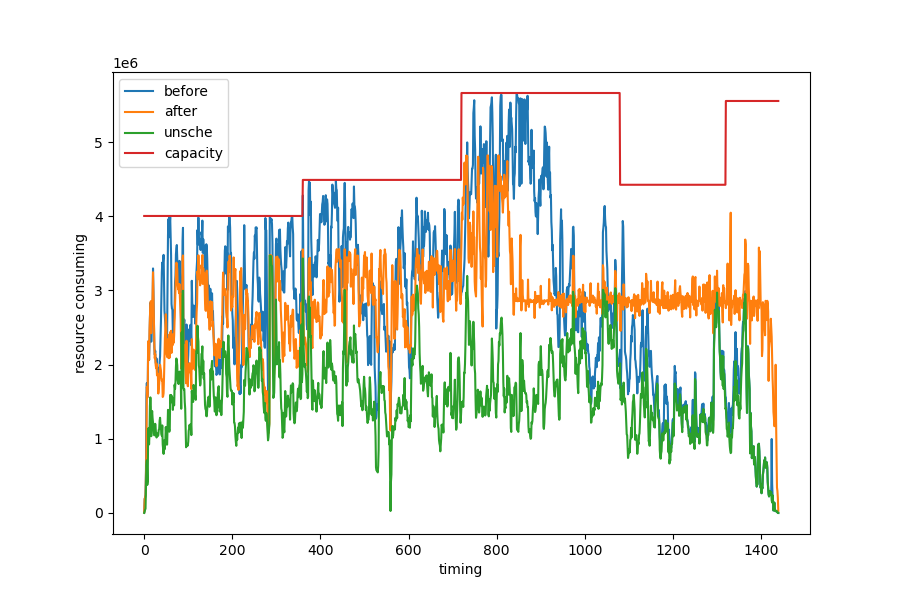 1e6
before
after
unsche
capacity
5
4
3
2
1
0
resource consuming
0 200 400 600 800 1000 1200 1400
timing